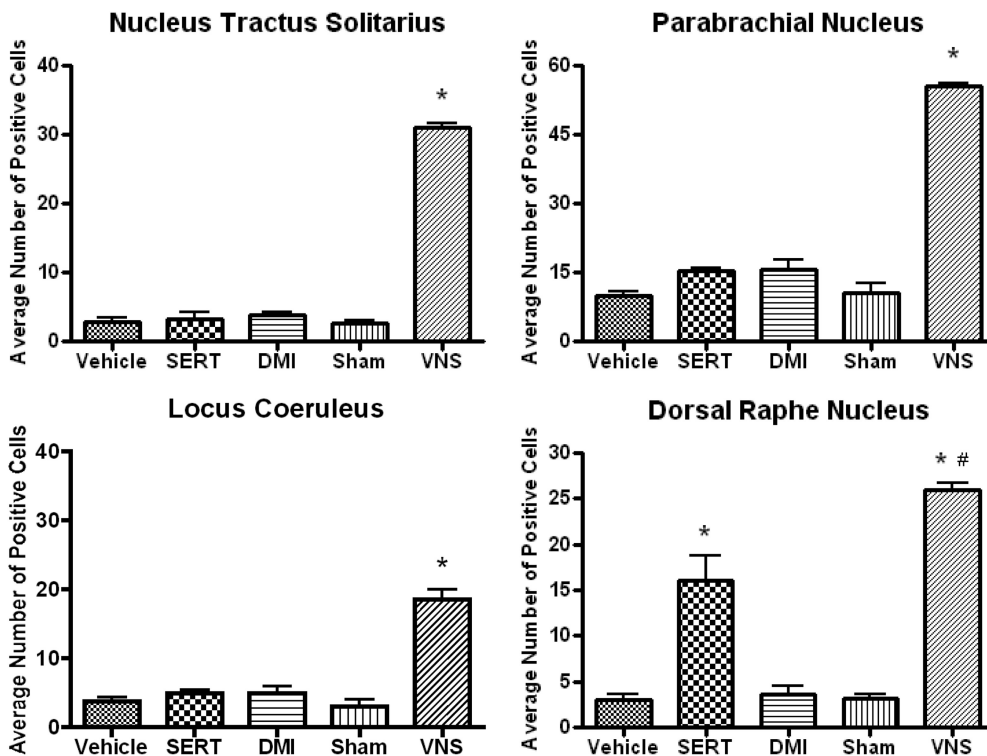 Nucleus Tractus Solitarius
Average Number of Positive Cells
40
30
20
10
0
*
Vehicle SERT DMI Sham VNS
Parabrachial Nucleus
Average Number of Positive Cells
60
45
30
15
0
*
Vehicle SERT DMI Sham VNS
Locus Coeruleus
Average Number of Positive Cells
40
30
20
10
0
*
Vehicle SERT DMI Sham VNS
Dorsal Raphe Nucleus
Average Number of Positive Cells
30
25
20
15
10
5
0
*
* #
Vehicle SERT DMI Sham VNS